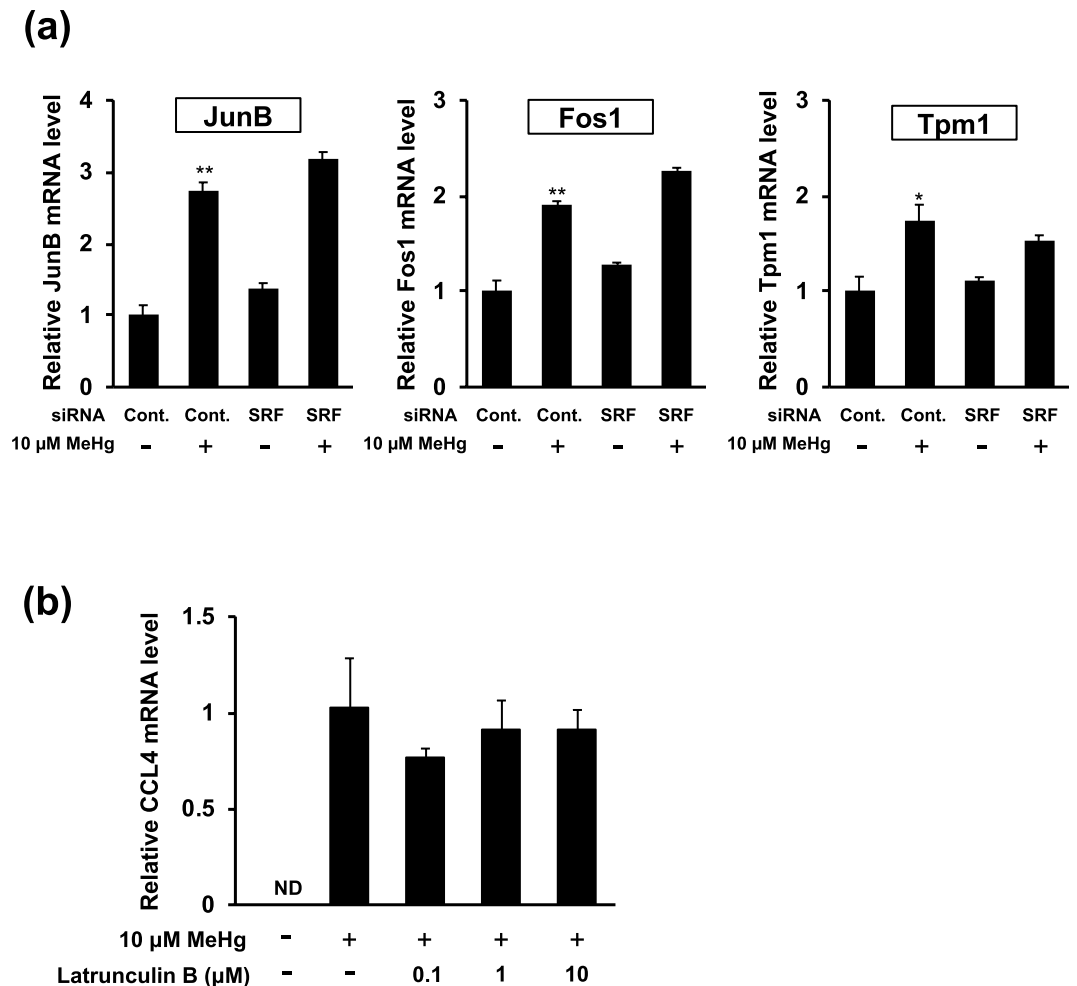 (a)
JunB
Relative JunB mRNA level
4
3
2
1
0
**
siRNA Cont. Cont. SRF SRF
10 μM MeHg - + - +
Fos1
Relative Fos1 mRNA level
3
2
1
0
**
siRNA Cont. Cont. SRF SRF
10 μM MeHg - + - +
Tpm1
Relative Tpm1 mRNA level
3
2
1
0
*
siRNA Cont. Cont. SRF SRF
10 μM MeHg - + - +
(b)
Relative CCL4 mRNA level
1.5
1
0.5
0
ND
10 μM MeHg - + + + +
Latrunculin B (μM) - - 0.1 1 10